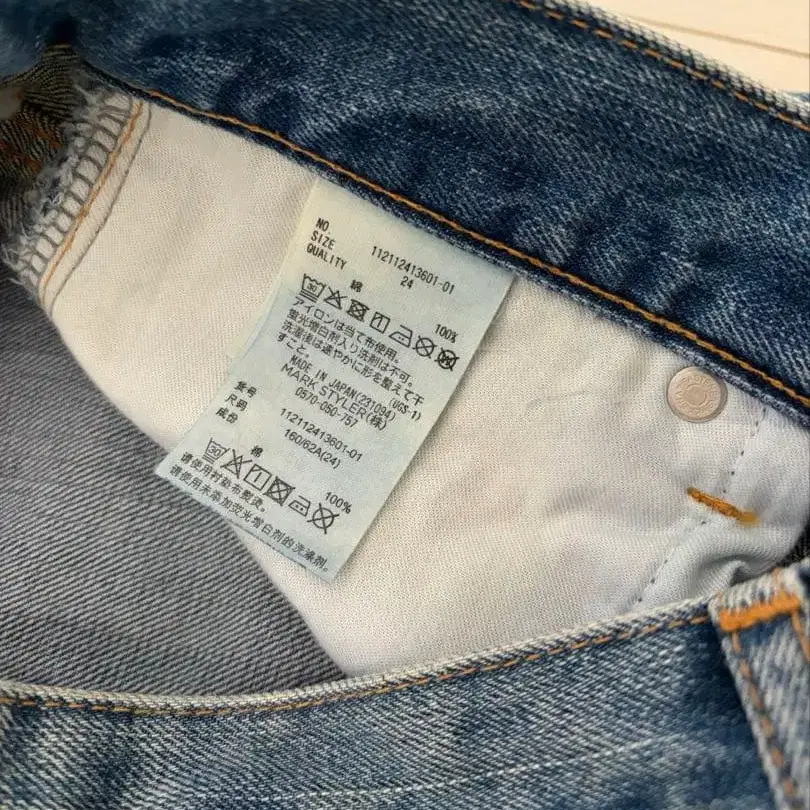 NO. 112112413601-01
SIZE 24
QUALITY
綿 100%
アイロンは当て布使用。
蛍光増白剤入り洗剤は不可。
洗濯後は速やかに形を整えて干
すこと。
MADE IN JAPAN(231094) (UGS-1)
MARK STYLER(株)
0570-050-757
货号 112112413601-01
尺码 160/62A(24)
成份
棉 100%
请使用衬垫布熨烫。
请使用未添加荧光增白剂的洗涤剂。